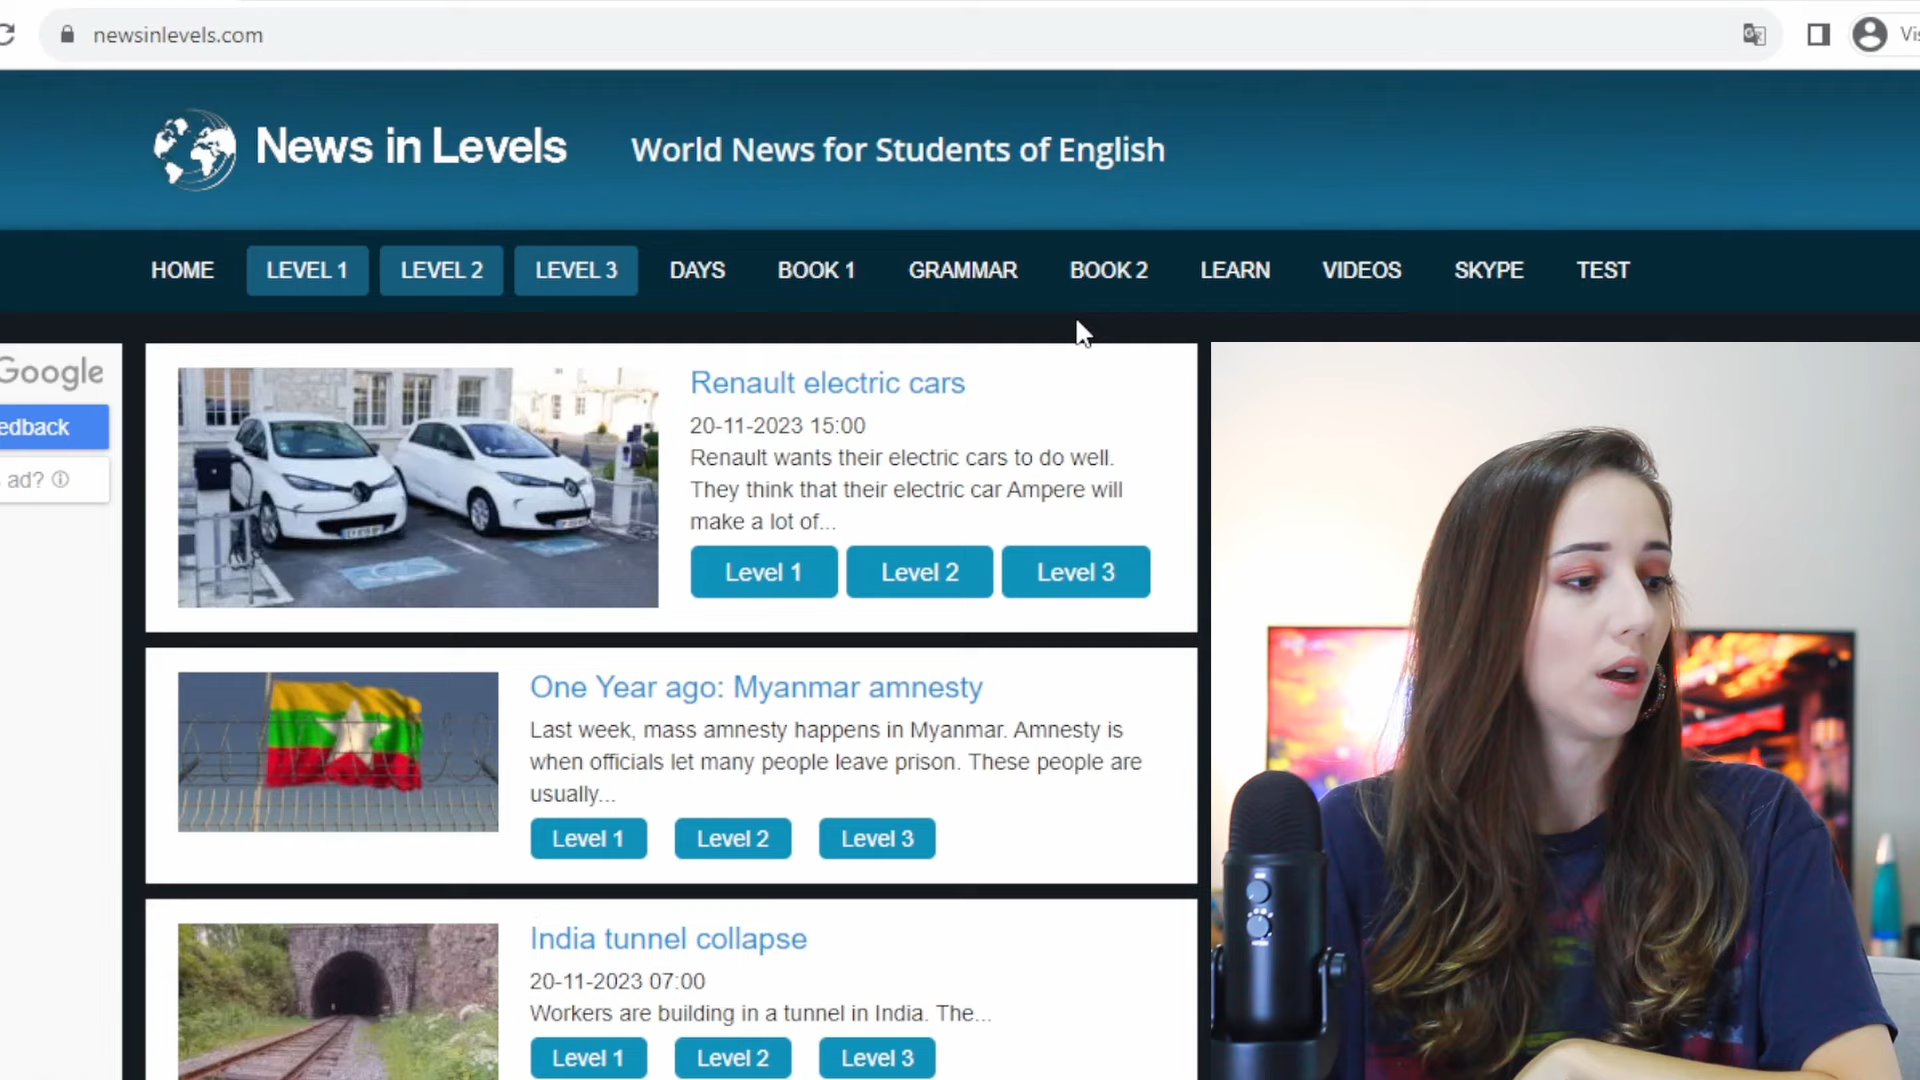 newsinlevels.com
News in Levels
World News for Students of English
HOME LEVEL 1 LEVEL 2 LEVEL 3 DAYS BOOK 1 GRAMMAR BOOK 2 LEARN VIDEOS SKYPE TEST
Google
ad?
Renault electric cars
20-11-2023 15:00
Renault wants their electric cars to do well.
They think that their electric car Ampere will
make a lot of...
Level 1 Level 2 Level 3
One Year ago: Myanmar amnesty
Last week, mass amnesty happens in Myanmar. Amnesty is
when officials let many people leave prison. These people are
usually...
Level 1 Level 2 Level 3
India tunnel collapse
20-11-2023 07:00
Workers are building in a tunnel in India. The...
Level 1 Level 2 Level 3